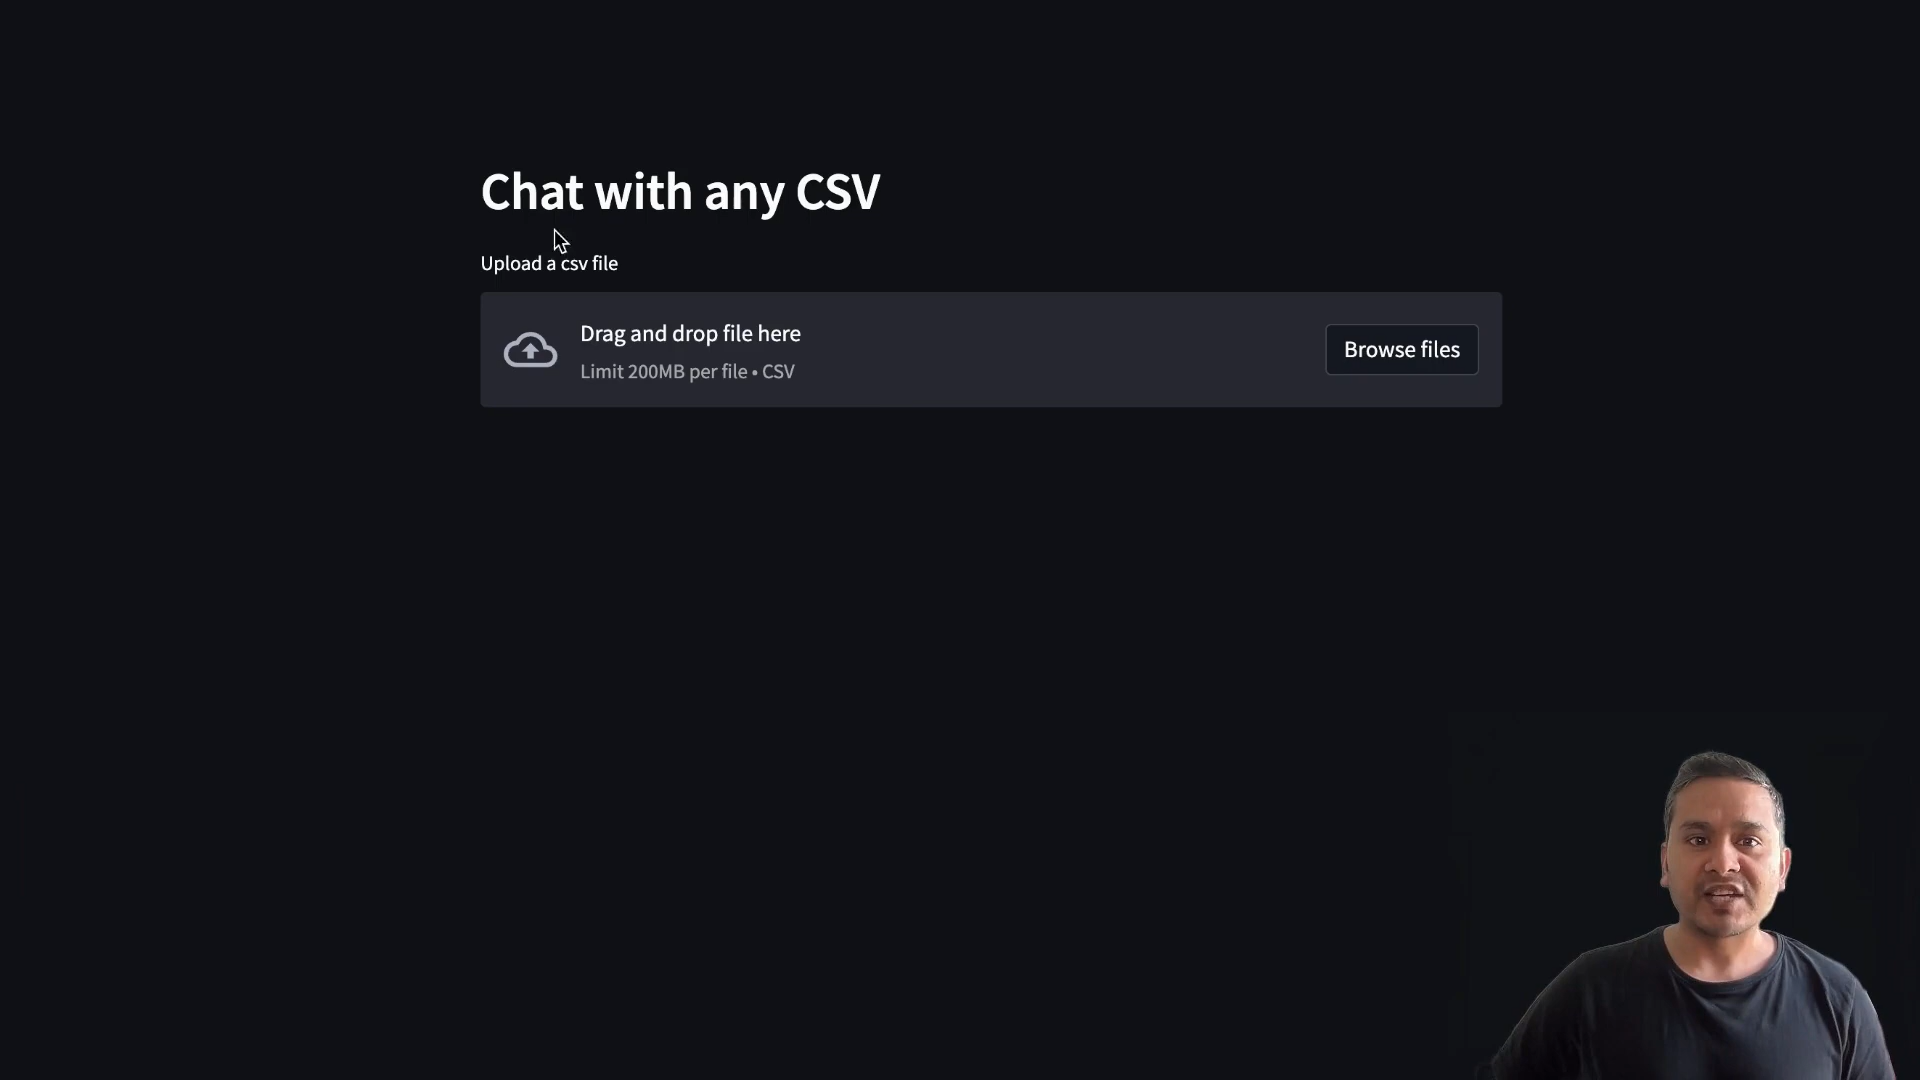 Chat with any CSV
Upload a csv file
Drag and drop file here
Limit 200MB per file • CSV
Browse files